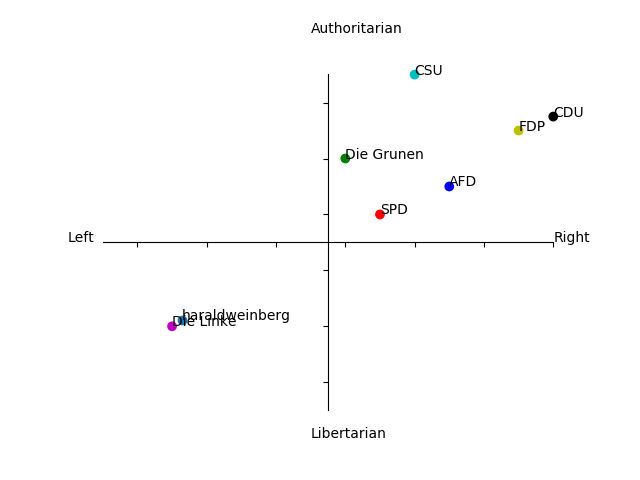 Authoritarian
CSU
CDU
FDP
Die Grunen
AFD
SPD
Left
Right
haraldweinberg
Die Linke
Libertarian